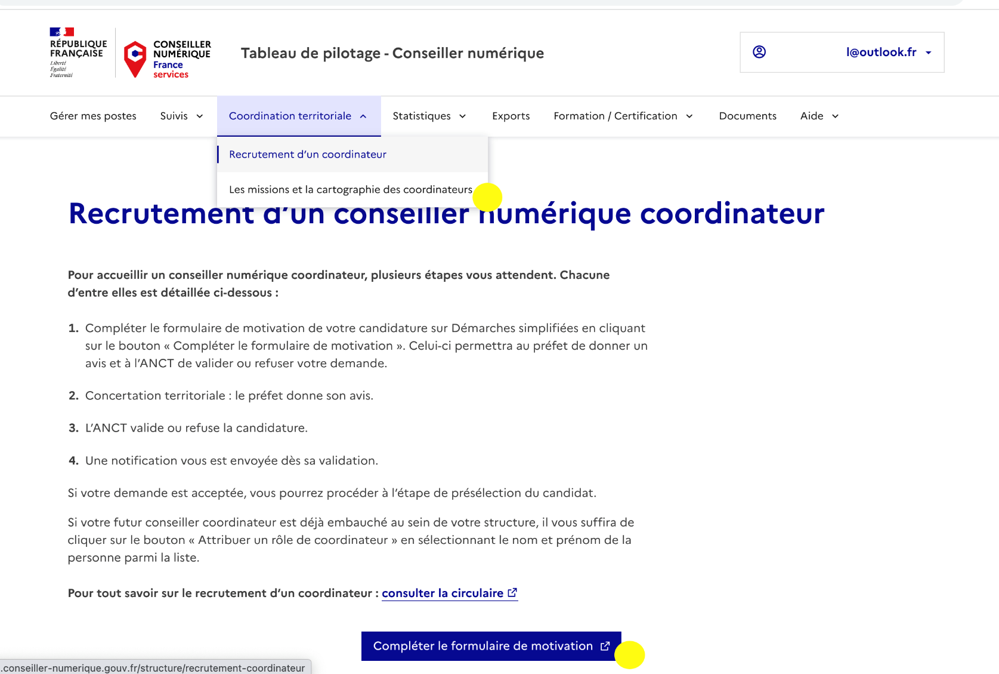 RÉPUBLIQUE
FRANÇAISE
Liberté
Égalité
Fraternité
CONSEILLER
NUMÉRIQUE
France
services
Tableau de pilotage - Conseiller numérique
l@outlook.fr
Gérer mes postes Suivis Coordination territoriale Statistiques Exports Formation / Certification Documents Aide
Recrutement d’un coordinateur
Les missions et la cartographie des coordinateurs
Recrutement d’un conseiller numérique coordinateur
Pour accueillir un conseiller numérique coordinateur, plusieurs étapes vous attendent. Chacune
d’entre elles est détaillée ci-dessous :
1. Compléter le formulaire de motivation de votre candidature sur Démarches simplifiées en cliquant
sur le bouton « Compléter le formulaire de motivation ». Celui-ci permettra au préfet de donner un
avis et à l’ANCT de valider ou refuser votre demande.
2. Concertation territoriale : le préfet donne son avis.
3. L’ANCT valide ou refuse la candidature.
4. Une notification vous est envoyée dès sa validation.
Si votre demande est acceptée, vous pourrez procéder à l’étape de présélection du candidat.
Si votre futur conseiller coordinateur est déjà embauché au sein de votre structure, il vous suffira de
cliquer sur le bouton « Attribuer un rôle de coordinateur » en sélectionnant le nom et prénom de la
personne parmi la liste.
Pour tout savoir sur le recrutement d’un coordinateur : consulter la circulaire
Compléter le formulaire de motivation
.conseiller-numerique.gouv.fr/structure/recrutement-coordinateur